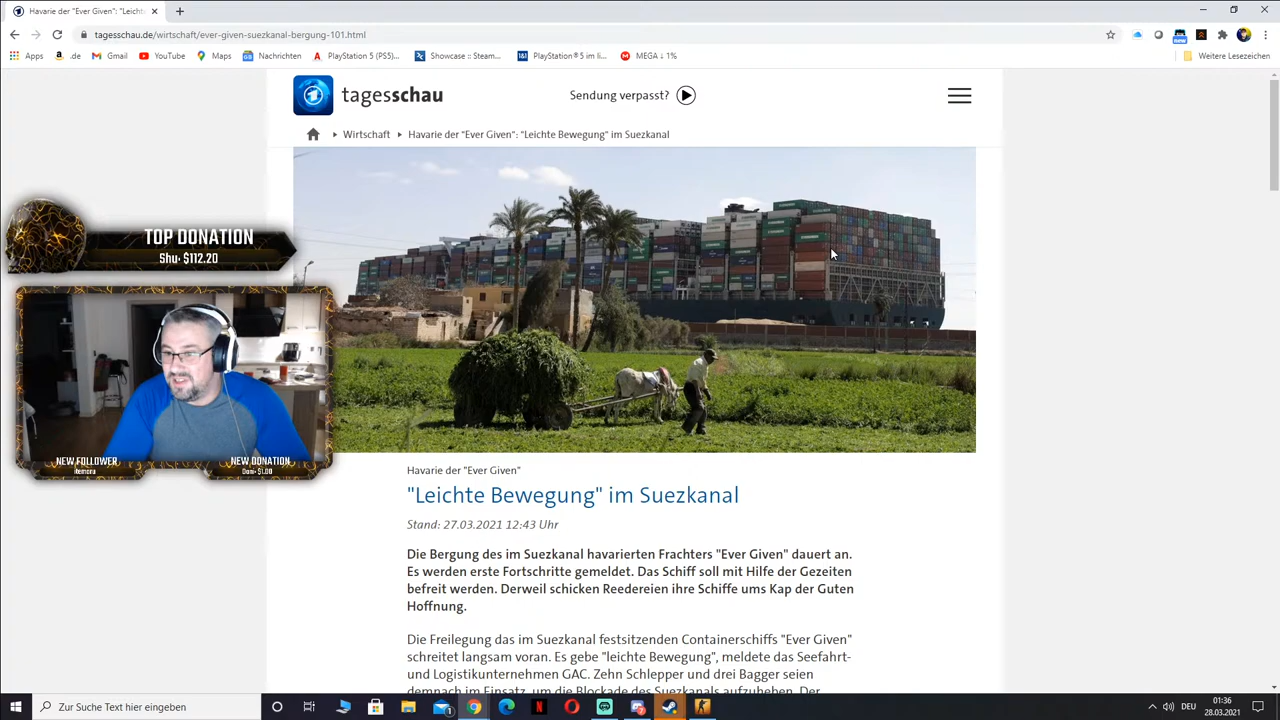 Havarie der "Ever Given": "Leicht
tagesschau.de/wirtschaft/ever-given-suezkanal-bergung-101.html
Apps
.de
Gmail
YouTube
Maps
Nachrichten
PlayStation 5 (PS5)...
Showcase :: Steam...
PlayStation®5 im li...
MEGA ↓ 1%
Weitere Lesezeichen
tagesschau
Sendung verpasst?
Wirtschaft
Havarie der "Ever Given": "Leichte Bewegung" im Suezkanal
TOP DONATION
Shu• $112.20
NEW FOLLOWER
NEW DONATION
$1.00
Havarie der "Ever Given"
"Leichte Bewegung" im Suezkanal
Stand: 27.03.2021 12:43 Uhr
Die Bergung des im Suezkanal havarierten Frachters "Ever Given" dauert an.
Es werden erste Fortschritte gemeldet. Das Schiff soll mit Hilfe der Gezeiten
befreit werden. Derweil schicken Reedereien ihre Schiffe ums Kap der Guten
Hoffnung.
Die Freilegung das im Suezkanal festsitzenden Containerschiffs "Ever Given"
schreitet langsam voran. Es gebe "leichte Bewegung", meldete das Seefahrt-
und Logistikunternehmen GAC. Zehn Schlepper und drei Bagger seien
demnach im Einsatz, um die Blockade des Suezkanals aufzuheben. Der
Zur Suche Text hier eingeben
DEU
01:36
28.03.2021